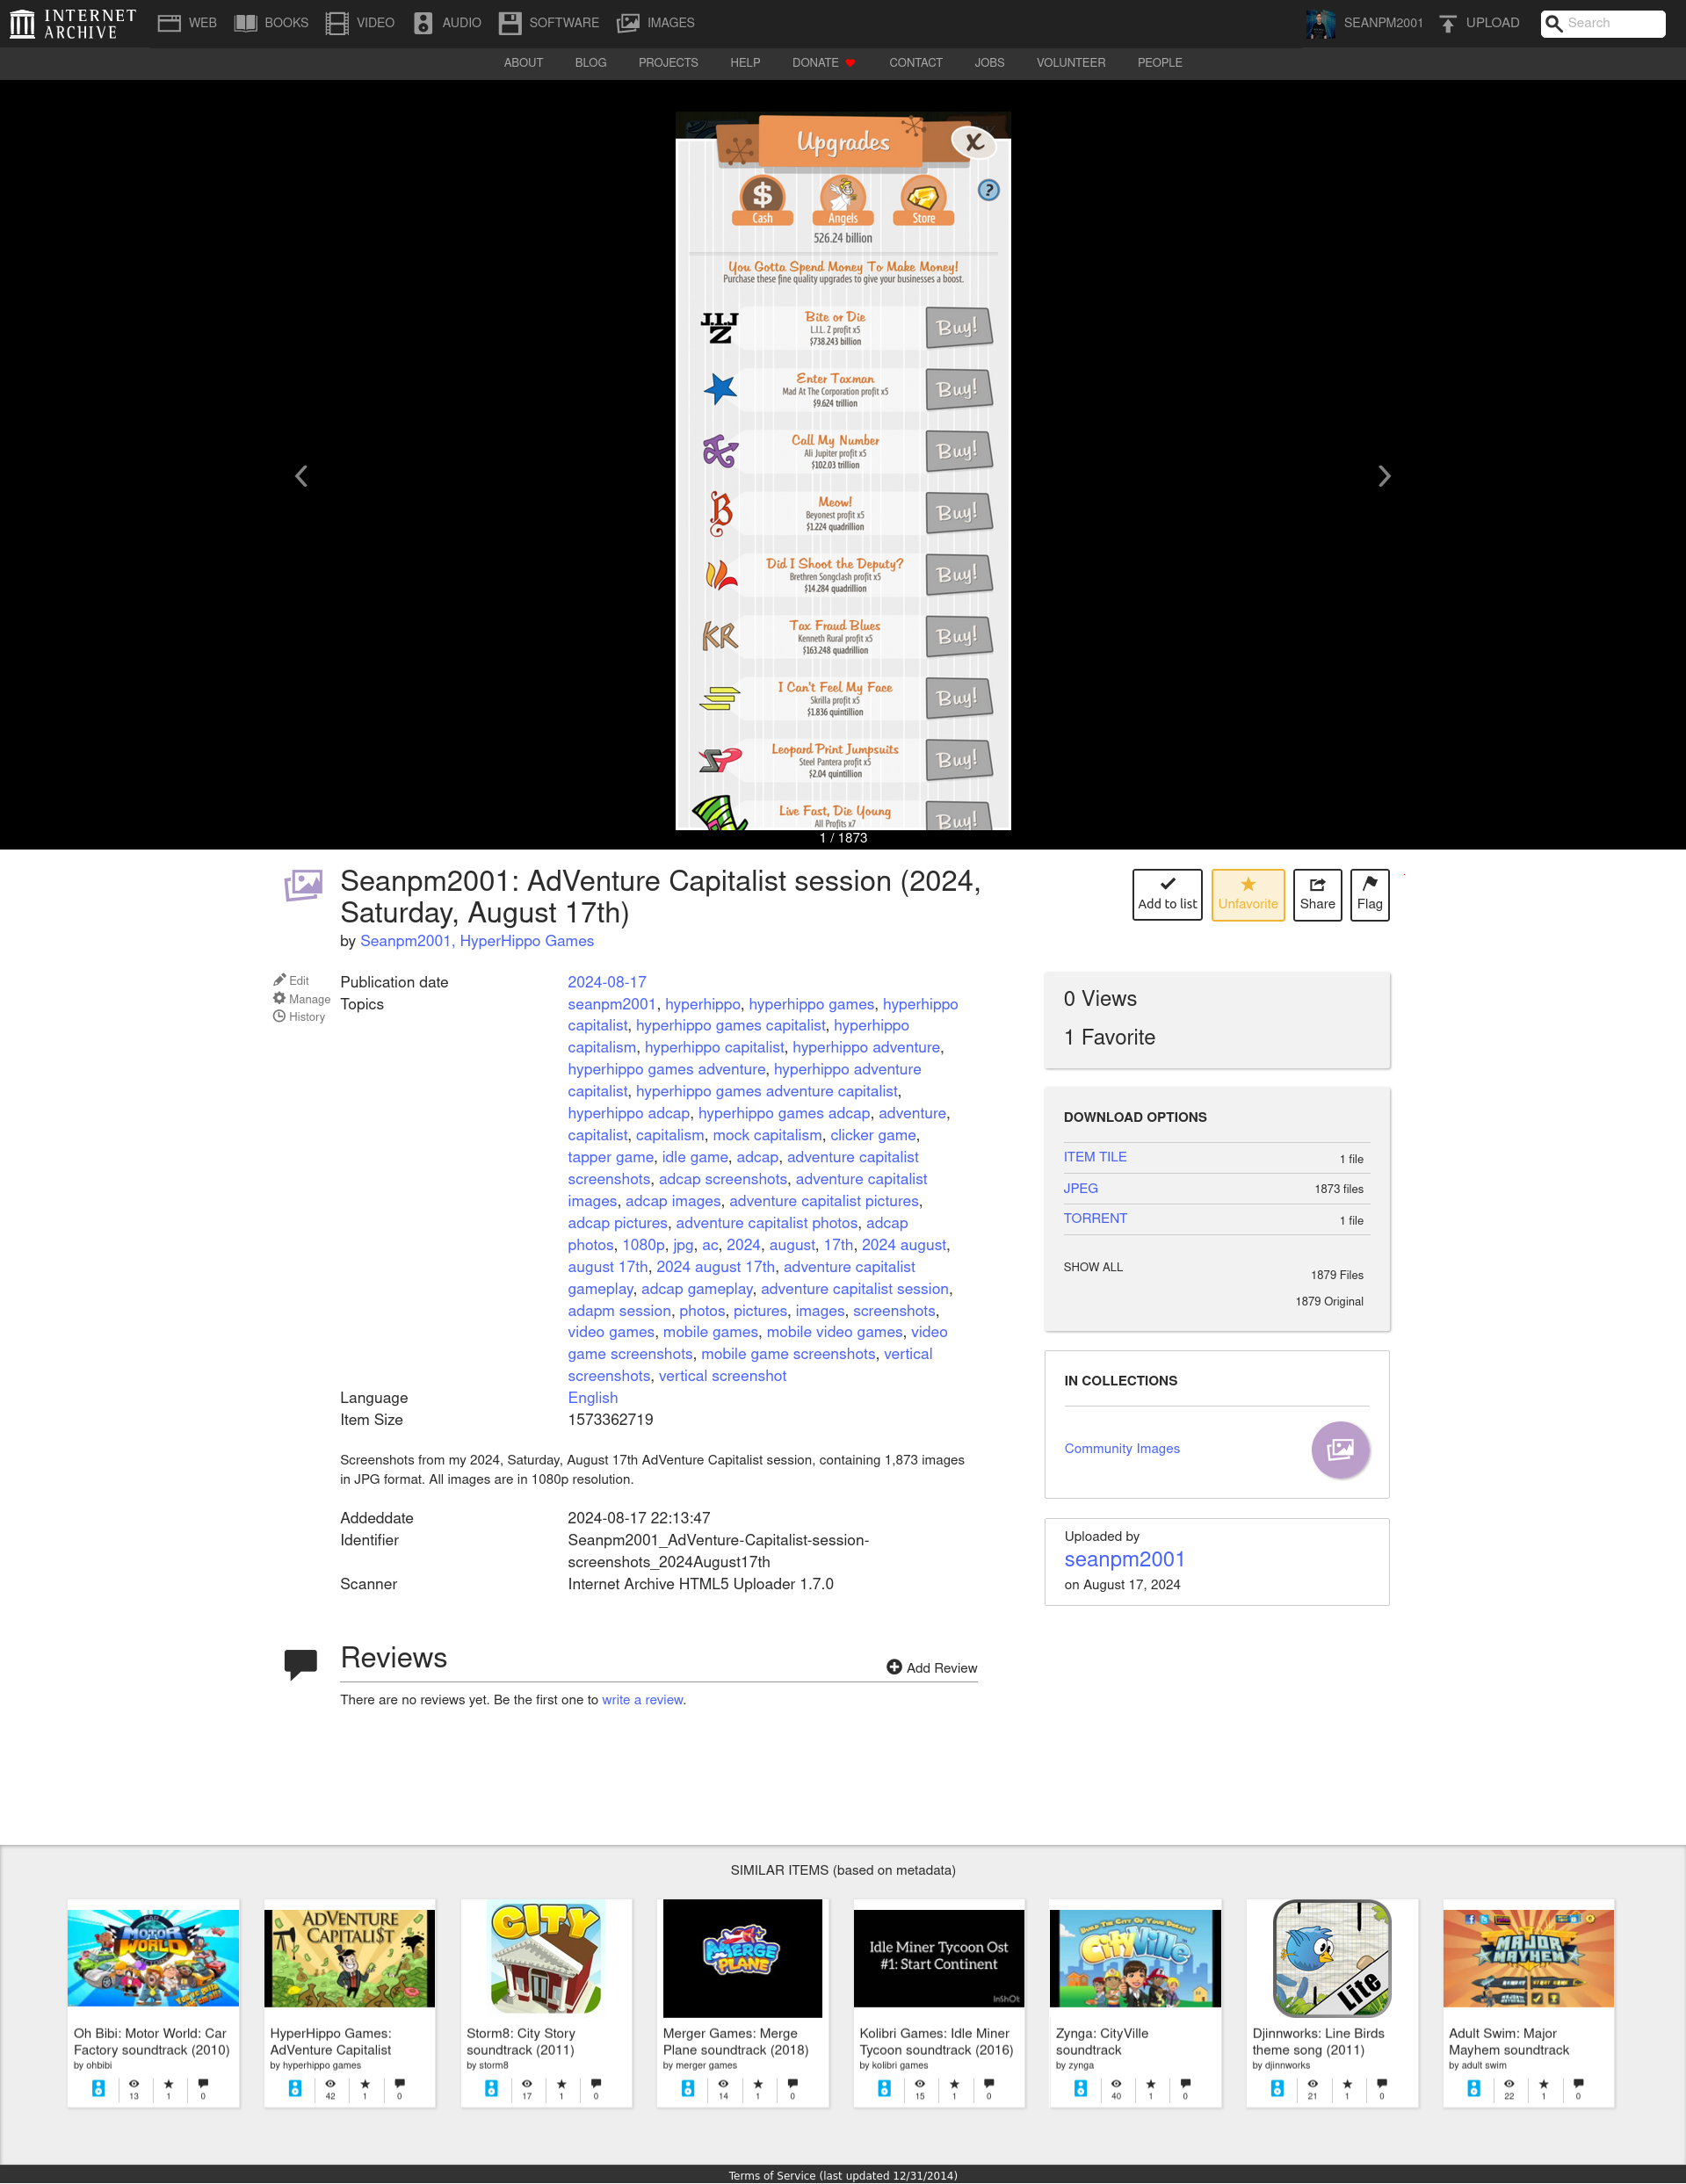 INTERNET ARCHIVE
WEB BOOKS VIDEO AUDIO SOFTWARE IMAGES
SEANPM2001 UPLOAD Search
ABOUT BLOG PROJECTS HELP DONATE CONTACT JOBS VOLUNTEER PEOPLE
Upgrades X
$ ?
Cash Angels Store
526.24 billion
You Gotta Spend Money To Make Money!
Purchase these fine quality upgrades to give your businesses a boost.
Bite or Die
L.I.L. Z profit x5
$738.243 billion
Buy!
Enter Taxman
Mad At The Corporation profit x5
$9.624 trillion
Buy!
Call My Number
Ali Jupiter profit x5
$102.03 trillion
Buy!
Meow!
Beyonest profit x5
$1.224 quadrillion
Buy!
Did I Shoot the Deputy?
Brethren Songclash profit x5
$14.284 quadrillion
Buy!
KR
Tax Fraud Blues
Kenneth Rural profit x5
$163.248 quadrillion
Buy!
I Can't Feel My Face
Skrilla profit x5
$1.836 quintillion
Buy!
SP
Leopard Print Jumpsuits
Steel Pantera profit x5
$2.04 quintillion
Buy!
Live Fast, Die Young
All Profits x7
Buy!
1 / 1873
Seanpm2001: AdVenture Capitalist session (2024,
Saturday, August 17th)
by Seanpm2001, HyperHippo Games
Add to list Unfavorite Share Flag
Edit
Manage
History
Publication date 2024-08-17
Topics seanpm2001, hyperhippo, hyperhippo games, hyperhippo
capitalist, hyperhippo games capitalist, hyperhippo
capitalism, hyperhippo capitalist, hyperhippo adventure,
hyperhippo games adventure, hyperhippo adventure
capitalist, hyperhippo games adventure capitalist,
hyperhippo adcap, hyperhippo games adcap, adventure,
capitalist, capitalism, mock capitalism, clicker game,
tapper game, idle game, adcap, adventure capitalist
screenshots, adcap screenshots, adventure capitalist
images, adcap images, adventure capitalist pictures,
adcap pictures, adventure capitalist photos, adcap
photos, 1080p, jpg, ac, 2024, august, 17th, 2024 august,
august 17th, 2024 august 17th, adventure capitalist
gameplay, adcap gameplay, adventure capitalist session,
adapm session, photos, pictures, images, screenshots,
video games, mobile games, mobile video games, video
game screenshots, mobile game screenshots, vertical
screenshots, vertical screenshot
Language English
Item Size 1573362719
Screenshots from my 2024, Saturday, August 17th AdVenture Capitalist session, containing 1,873 images
in JPG format. All images are in 1080p resolution.
Addeddate 2024-08-17 22:13:47
Identifier Seanpm2001_AdVenture-Capitalist-session-
screenshots_2024August17th
Scanner Internet Archive HTML5 Uploader 1.7.0
0 Views
1 Favorite
DOWNLOAD OPTIONS
ITEM TILE 1 file
JPEG 1873 files
TORRENT 1 file
SHOW ALL 1879 Files
1879 Original
IN COLLECTIONS
Community Images
Uploaded by
seanpm2001
on August 17, 2024
Reviews
Add Review
There are no reviews yet. Be the first one to write a review.
SIMILAR ITEMS (based on metadata)
MOTOR WORLD
Oh Bibi: Motor World: Car
Factory soundtrack (2010)
by ohbibi
13 1 0
ADVENTURE CAPITALIST
HyperHippo Games:
AdVenture Capitalist
by hyperhippo games
42 1 0
CITY
Storm8: City Story
soundtrack (2011)
by storm8
17 1 0
MERGE PLANE
Merger Games: Merge
Plane soundtrack (2018)
by merger games
14 1 0
Idle Miner Tycoon Ost
#1: Start Continent
InShOt
Kolibri Games: Idle Miner
Tycoon soundtrack (2016)
by kolibri games
15 1 0
BUILD THE CITY OF YOUR DREAMS!
CityVille
Zynga: CityVille
soundtrack
by zynga
40 1 0
Lite
Djinnworks: Line Birds
theme song (2011)
by djinnworks
21 1 0
MAJOR MAYHEM
Adult Swim: Major
Mayhem soundtrack
by adult swim
22 1 0
Terms of Service (last updated 12/31/2014)